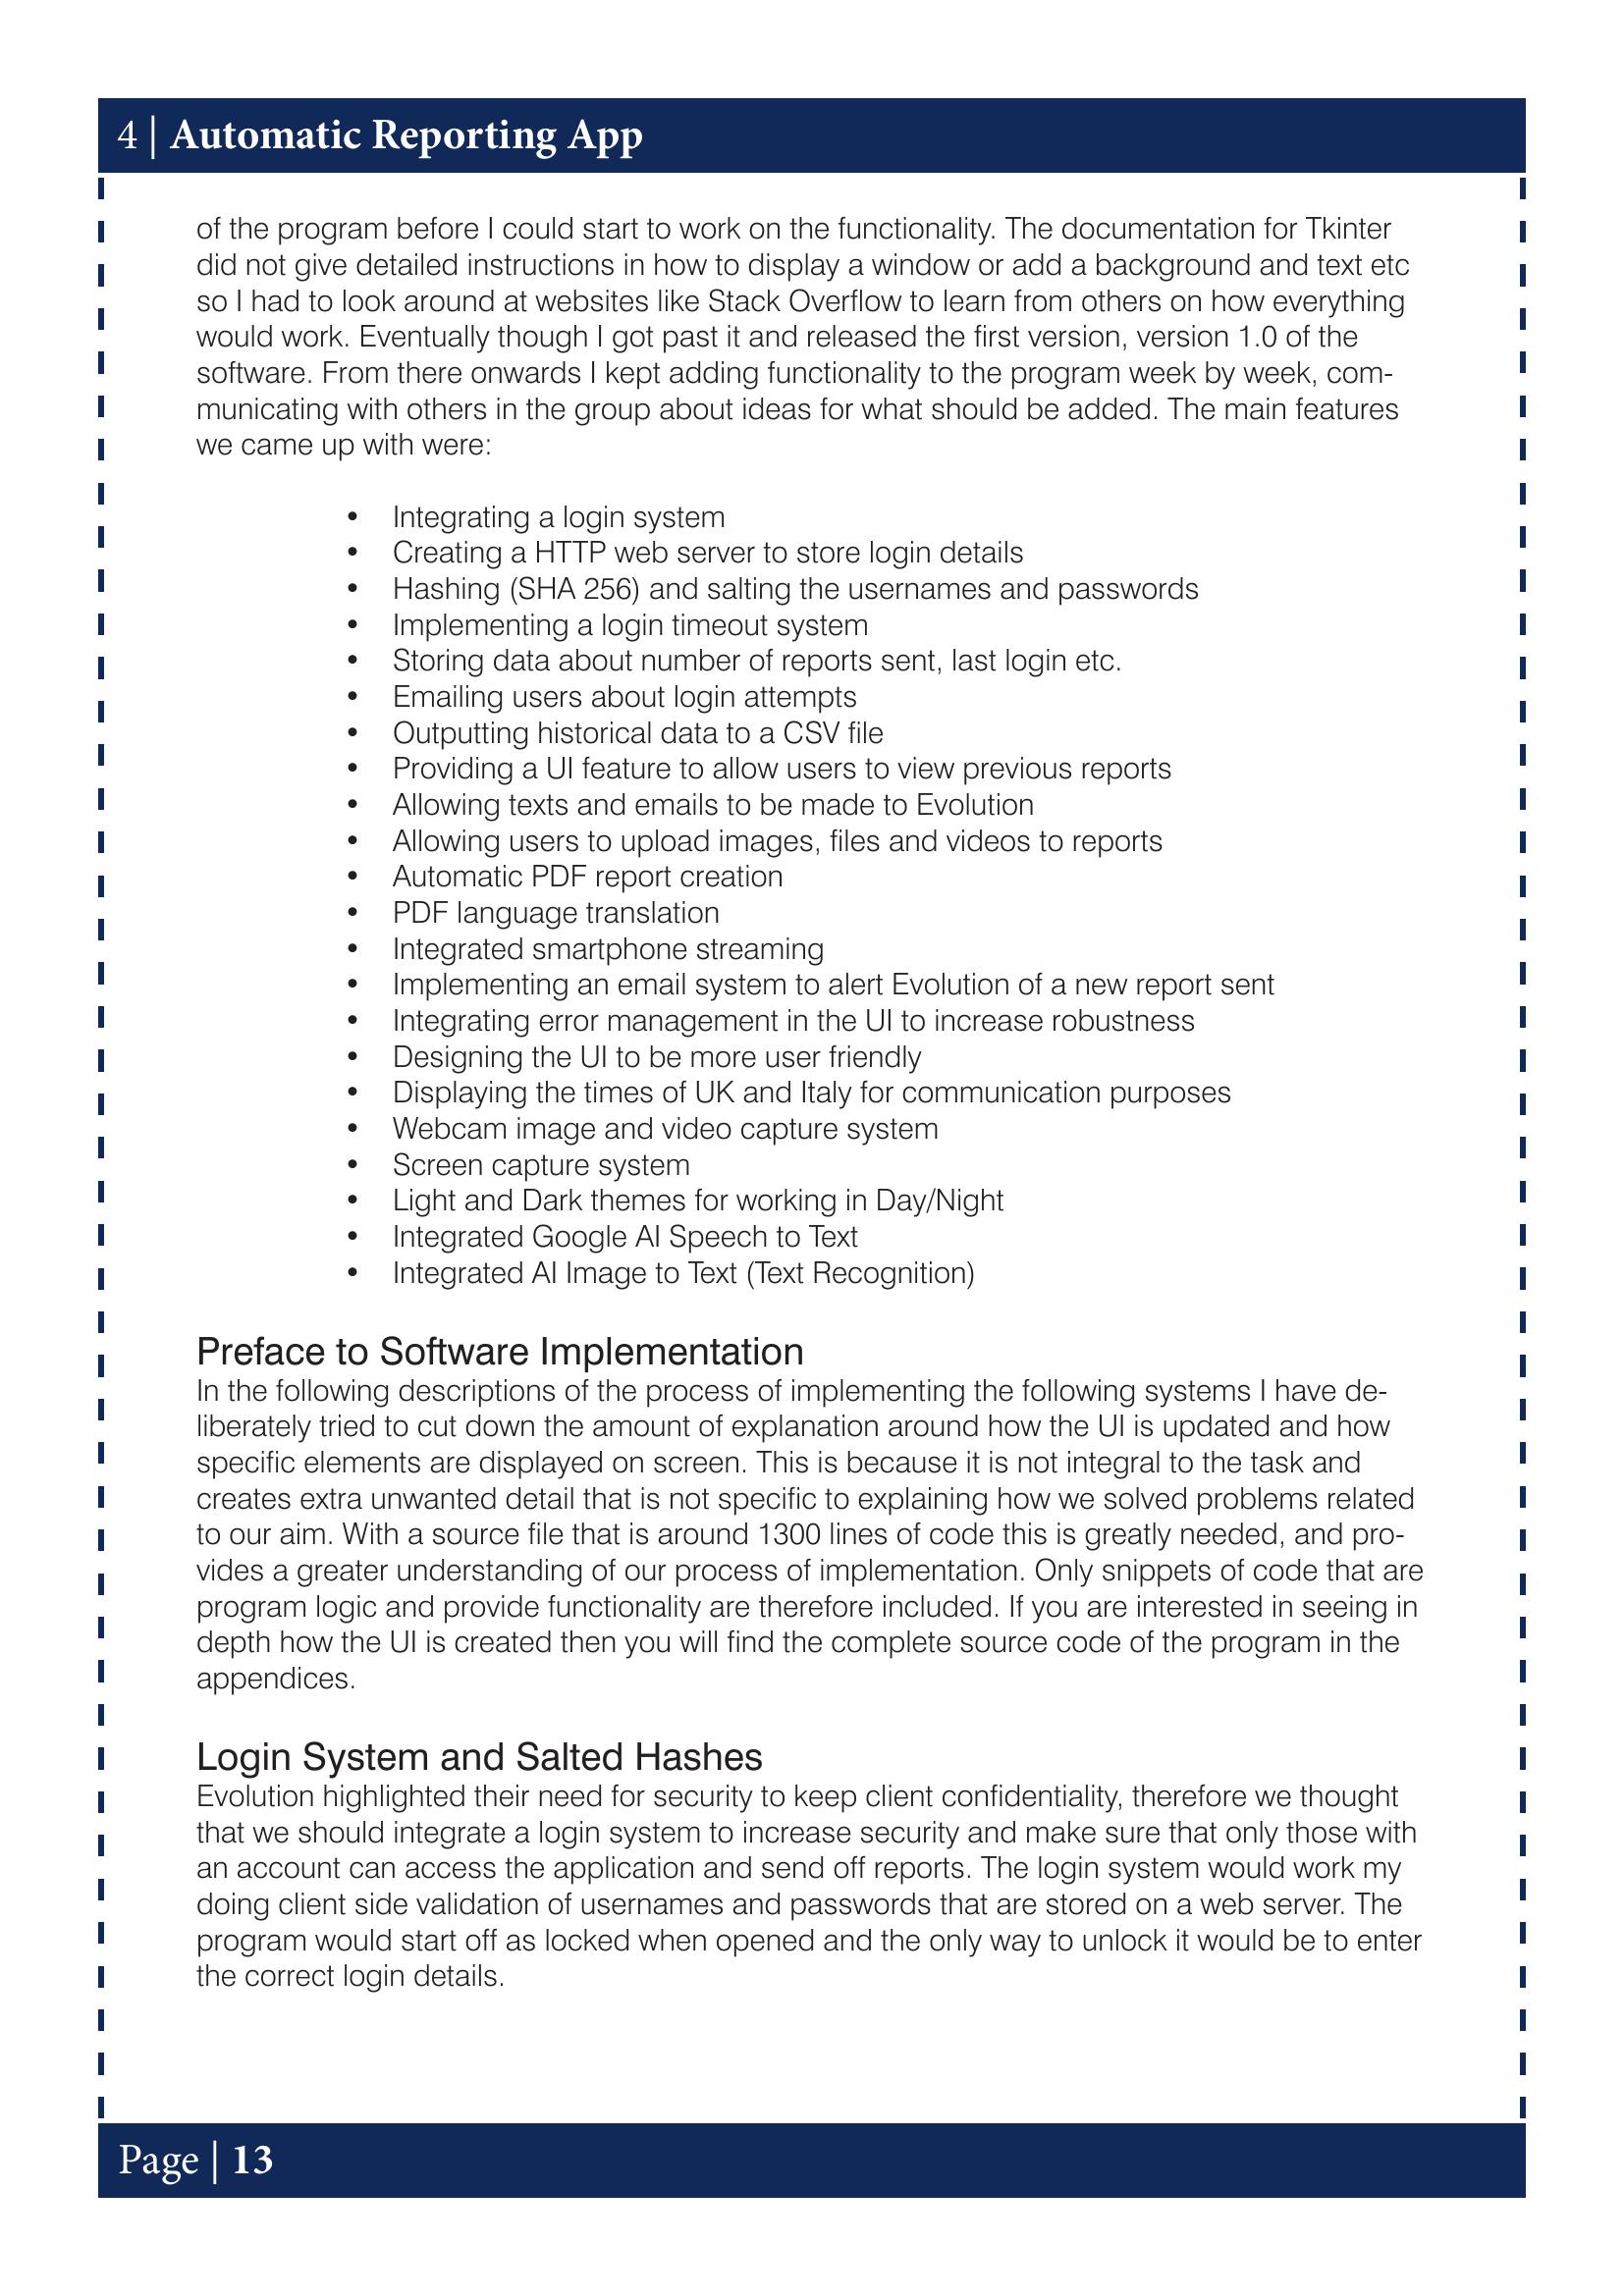 4 | Automatic Reporting App
of the program before I could start to work on the functionality. The documentation for Tkinter
did not give detailed instructions in how to display a window or add a background and text etc
so I had to look around at websites like Stack Overflow to learn from others on how everything
would work. Eventually though I got past it and released the first version, version 1.0 of the
software. From there onwards I kept adding functionality to the program week by week, com-
municating with others in the group about ideas for what should be added. The main features
we came up with were:
• Integrating a login system
• Creating a HTTP web server to store login details
• Hashing (SHA 256) and salting the usernames and passwords
• Implementing a login timeout system
• Storing data about number of reports sent, last login etc.
• Emailing users about login attempts
• Outputting historical data to a CSV file
• Providing a UI feature to allow users to view previous reports
• Allowing texts and emails to be made to Evolution
• Allowing users to upload images, files and videos to reports
• Automatic PDF report creation
• PDF language translation
• Integrated smartphone streaming
• Implementing an email system to alert Evolution of a new report sent
• Integrating error management in the UI to increase robustness
• Designing the UI to be more user friendly
• Displaying the times of UK and Italy for communication purposes
• Webcam image and video capture system
• Screen capture system
• Light and Dark themes for working in Day/Night
• Integrated Google AI Speech to Text
• Integrated AI Image to Text (Text Recognition)
Preface to Software Implementation
In the following descriptions of the process of implementing the following systems I have de-
liberately tried to cut down the amount of explanation around how the UI is updated and how
specific elements are displayed on screen. This is because it is not integral to the task and
creates extra unwanted detail that is not specific to explaining how we solved problems related
to our aim. With a source file that is around 1300 lines of code this is greatly needed, and pro-
vides a greater understanding of our process of implementation. Only snippets of code that are
program logic and provide functionality are therefore included. If you are interested in seeing in
depth how the UI is created then you will find the complete source code of the program in the
appendices.
Login System and Salted Hashes
Evolution highlighted their need for security to keep client confidentiality, therefore we thought
that we should integrate a login system to increase security and make sure that only those with
an account can access the application and send off reports. The login system would work my
doing client side validation of usernames and passwords that are stored on a web server. The
program would start off as locked when opened and the only way to unlock it would be to enter
the correct login details.
Page | 13